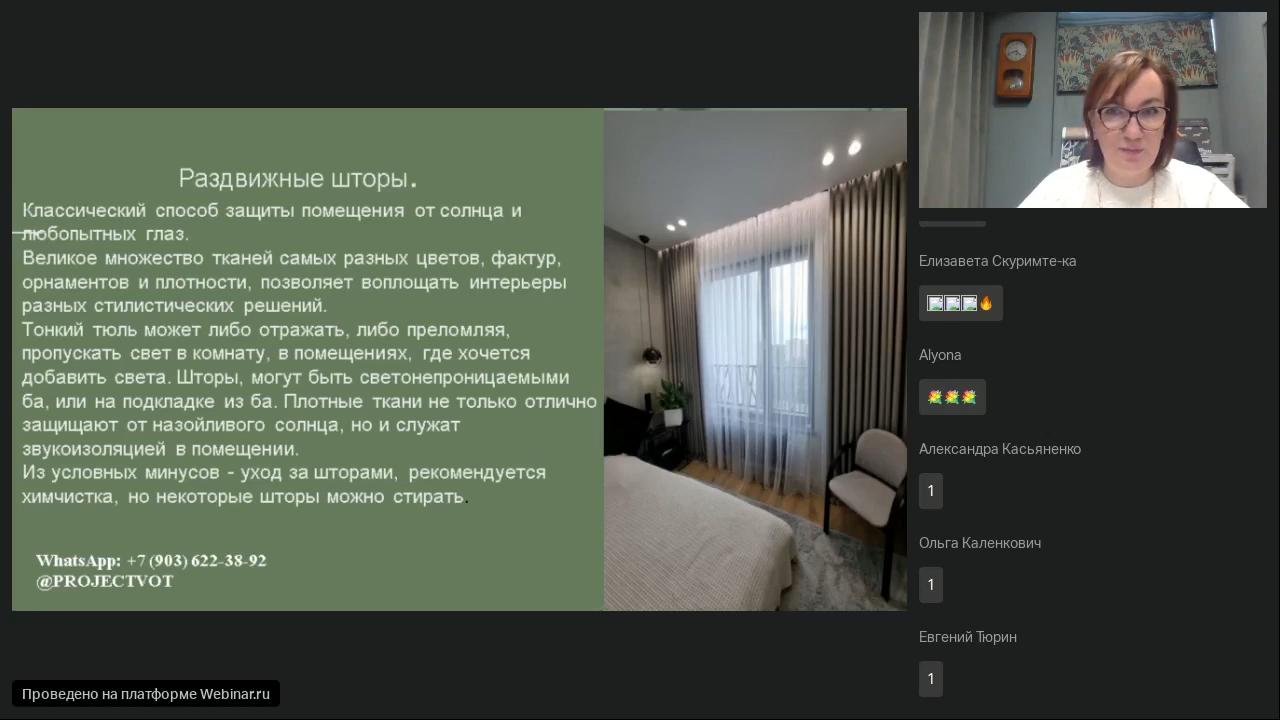 Раздвижные шторы.
Классический способ защиты помещения от солнца и
любопытных глаз.
Великое множество тканей самых разных цветов, фактур,
орнаментов и плотности, позволяет воплощать интерьеры
разных стилистических решений.
Тонкий тюль может либо отражать, либо преломляя,
пропускать свет в комнату, в помещениях, где хочется
добавить света. Шторы, могут быть светонепроницаемыми
ба, или на подкладке из ба. Плотные ткани не только отлично
защищают от назойливого солнца, но и служат
звукоизоляцией в помещении.
Из условных минусов - уход за шторами, рекомендуется
химчистка, но некоторые шторы можно стирать.
WhatsApp: +7 (903) 622-38-92
@PROJECTVOT
Проведено на платформе Webinar.ru
Елизавета Скуримте-ка
Alyona
Александра Касьяненко
1
Ольга Каленкович
1
Евгений Тюрин
1